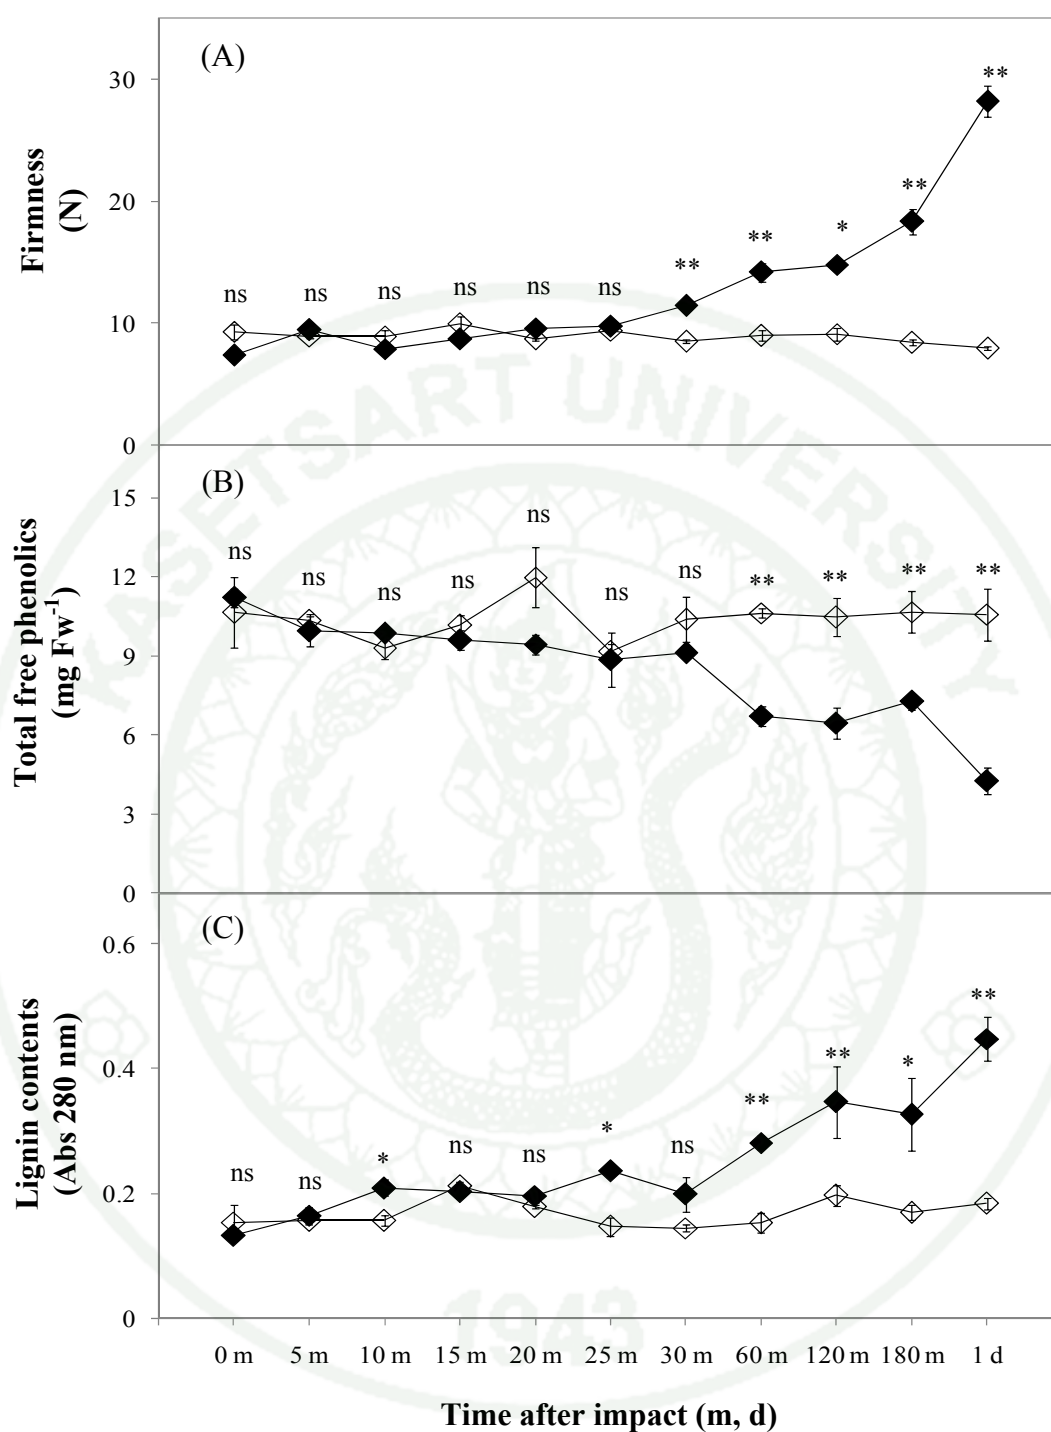 (A)
30
20
10
0
Firmness
(N)
ns ns ns ns ns ns ** ** * ** **
(B)
15
12
9
6
3
0
Total free phenolics
(mg Fw⁻¹)
ns ns ns ns ns ns ns ** ** ** **
(C)
0.6
0.4
0.2
0
Lignin contents
(Abs 280 nm)
ns ns * ns ns * ns ** ** * **
0 m 5 m 10 m 15 m 20 m 25 m 30 m 60 m 120 m 180 m 1 d
Time after impact (m, d)
KASETSART UNIVERSITY
1943